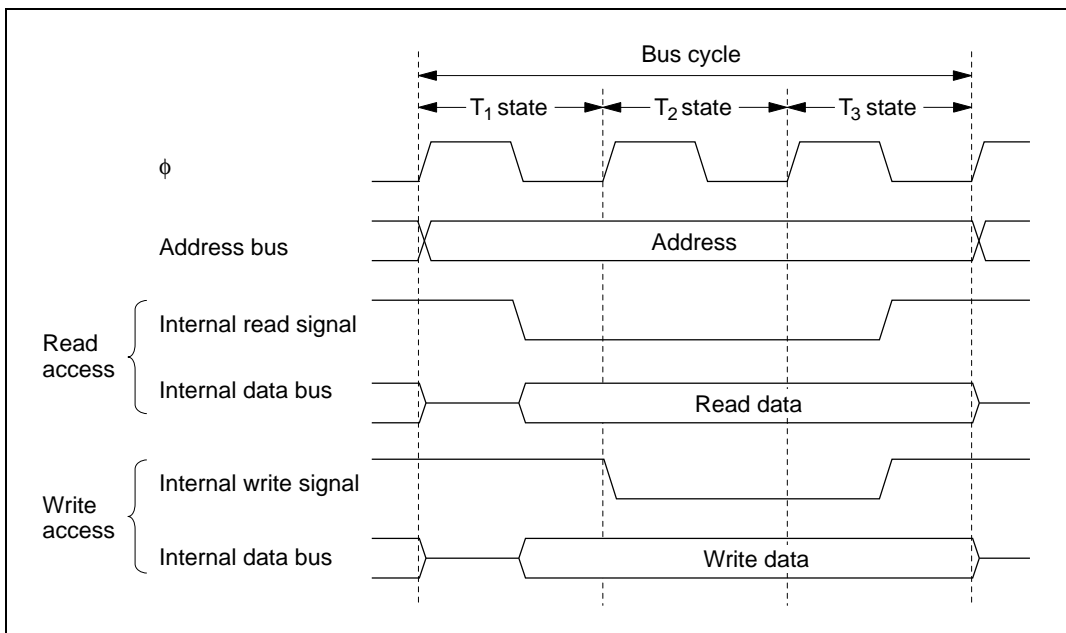 Bus cycle
T₁ state
T₂ state
T₃ state
φ
Address bus
Address
Read
access
Internal read signal
Internal data bus
Read data
Write
access
Internal write signal
Internal data bus
Write data